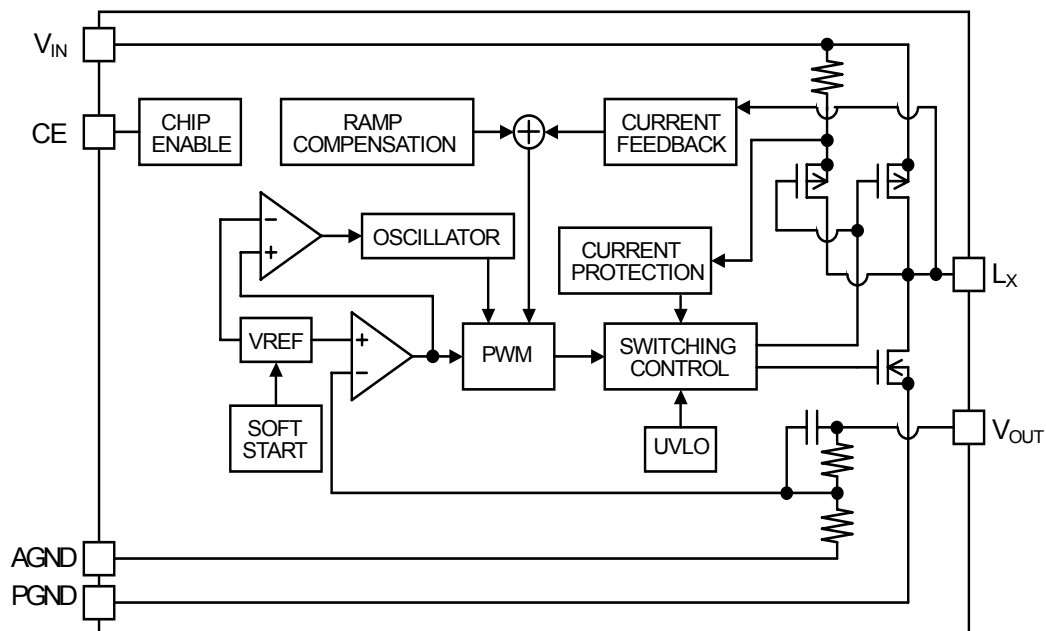 VIN
CE
CHIP
ENABLE
RAMP
COMPENSATION
+
CURRENT
FEEDBACK
−
+
OSCILLATOR
CURRENT
PROTECTION
LX
VREF
+
−
PWM
SWITCHING
CONTROL
SOFT
START
UVLO
VOUT
AGND
PGND